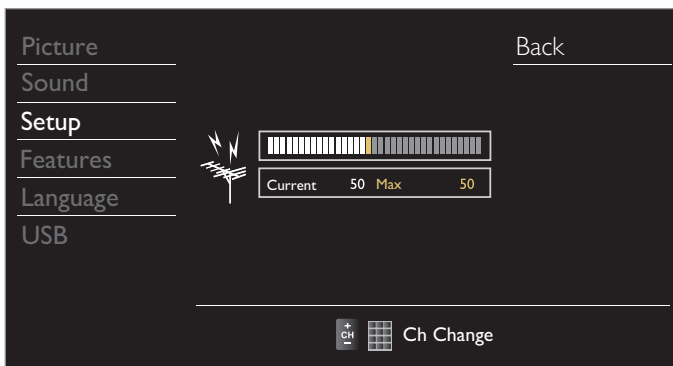 Picture
Sound
Setup
Features
Language
USB
Back
Current 50 Max 50
+
CH
−
Ch Change